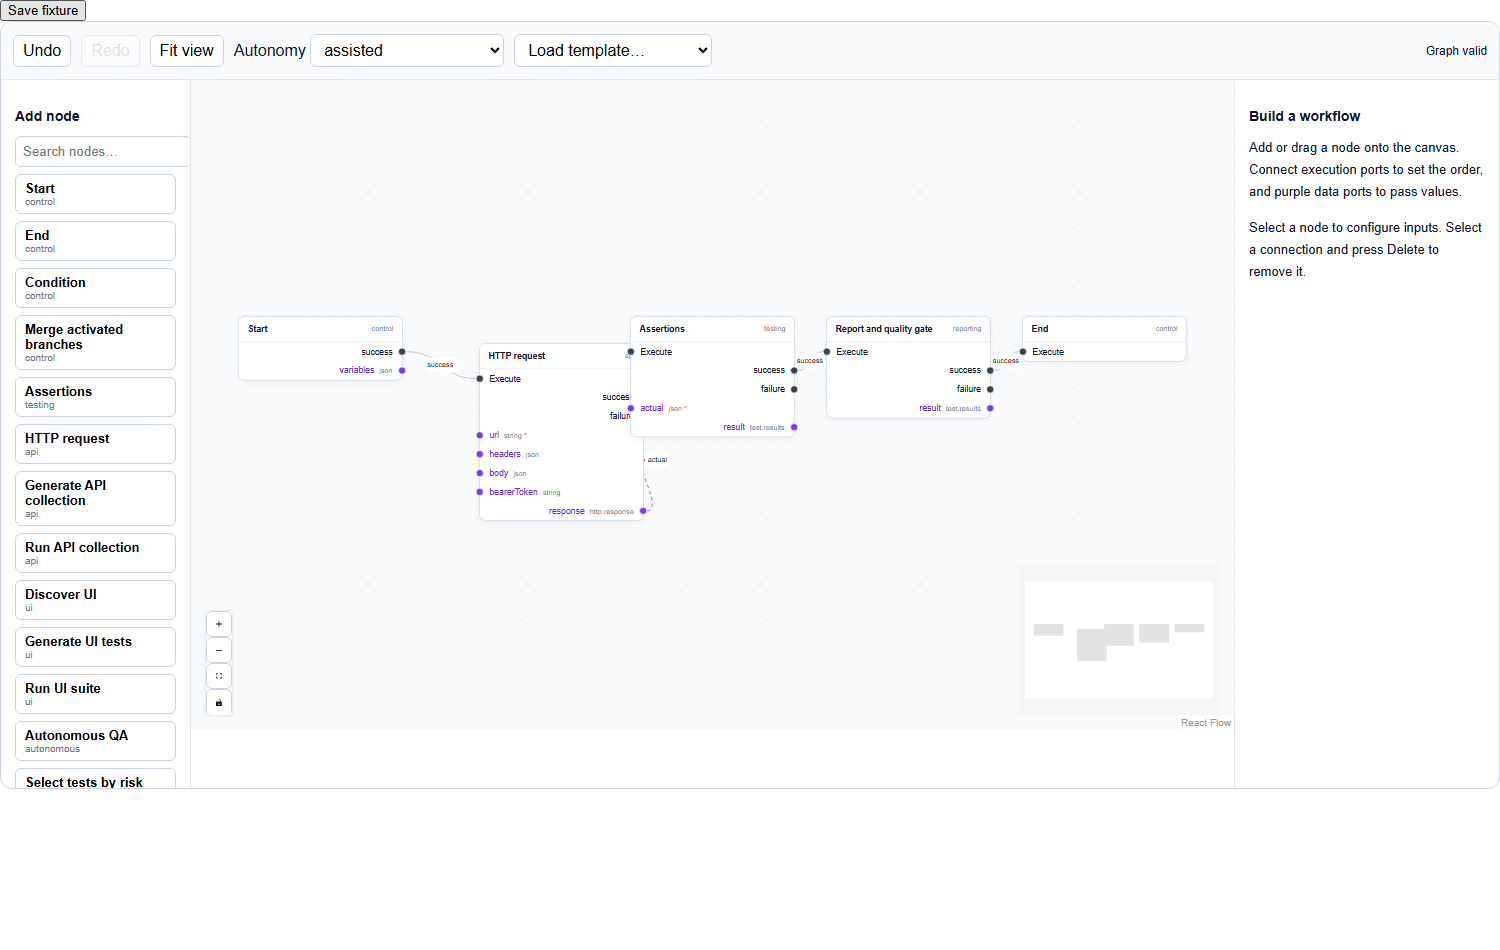 Save fixture
Undo
Redo
Fit view
Autonomy
assisted
Load template...
Graph valid
Add node
Search nodes...
Start
control
End
control
Condition
control
Merge activated
branches
control
Assertions
testing
HTTP request
api
Generate API
collection
api
Run API collection
api
Discover UI
ui
Generate UI tests
ui
Run UI suite
ui
Autonomous QA
autonomous
Select tests by risk
Start control
success
variables json
success
HTTP request
Execute
success
failure
url string *
headers json
body json
bearerToken string
response http.response
actual
Assertions testing
Execute
success
failure
actual json *
result test.results
success
Report and quality gate reporting
Execute
success
failure
result test.results
success
End control
Execute
React Flow
Build a workflow
Add or drag a node onto the canvas.
Connect execution ports to set the order,
and purple data ports to pass values.
Select a node to configure inputs. Select
a connection and press Delete to
remove it.